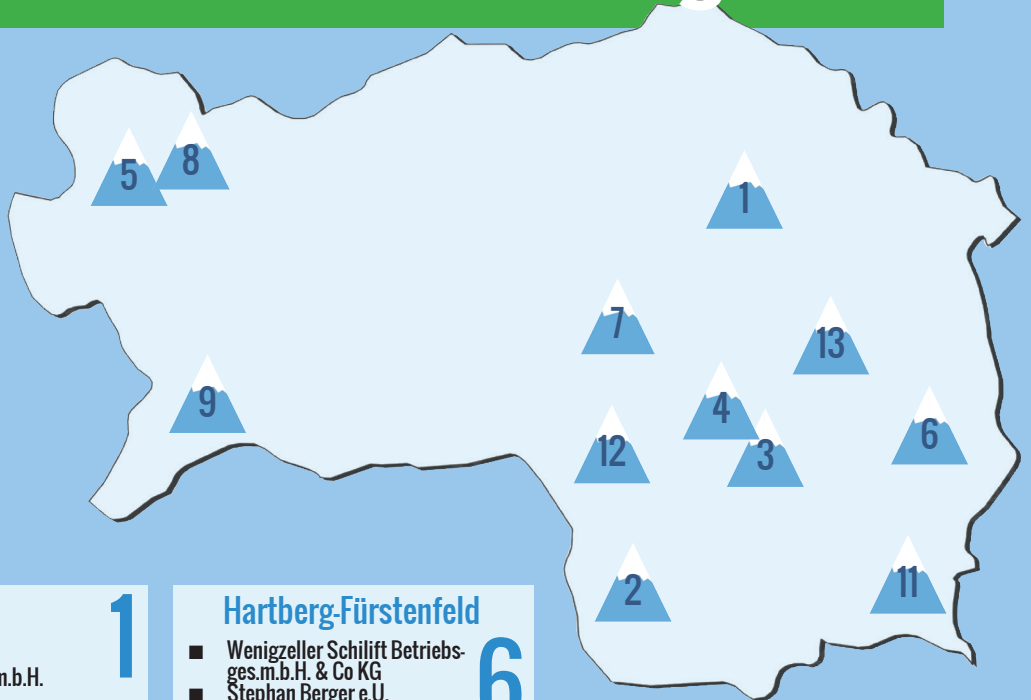 5
8
1
7
13
9
4
12
3
6
2
11
1
m.b.H.
Hartberg-Fürstenfeld
■ Wenigzeller Schilift Betriebs-
ges.m.b.H. & Co KG
6
■ Stephan Berger e.U.